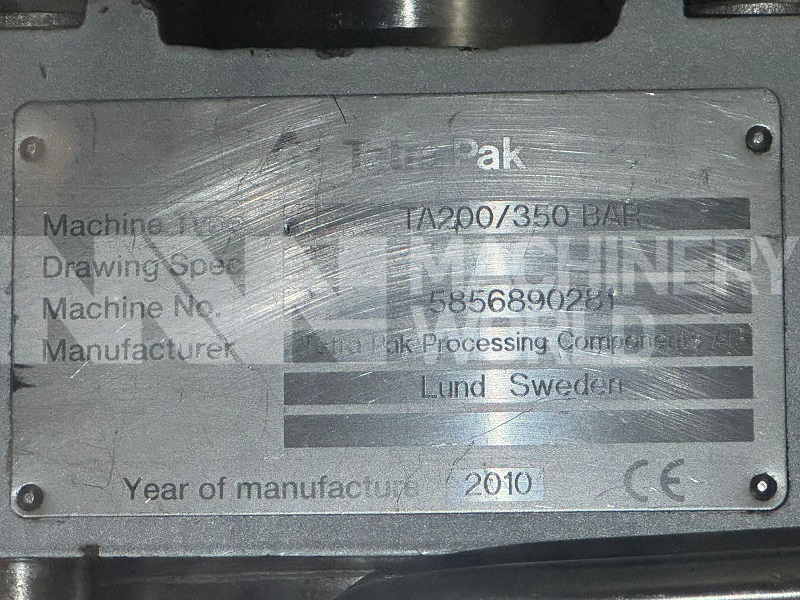 Tetra Pak
Machine Type TA200/350 BAR
Drawing Spec
Machine No. 5856890281
Manufacturer Tetra Pak Processing Components AB
Lund Sweden
Year of manufacture 2010 CE
MACHINERY
WORLD